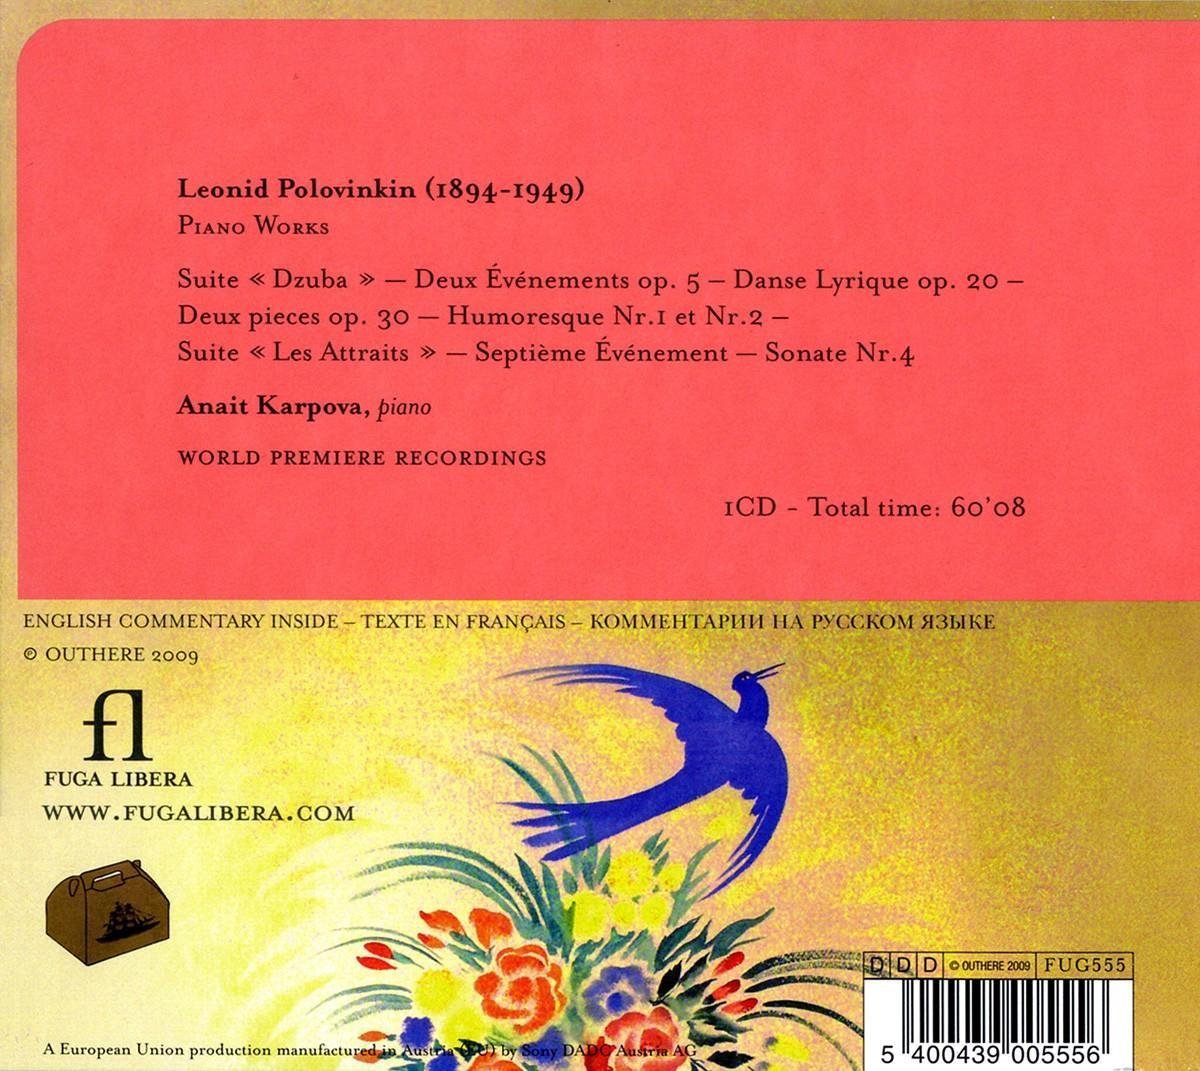 Leonid Polovinkin (1894-1949)
Piano Works
Suite « Dzuba » — Deux Événements op. 5 — Danse Lyrique op. 20 —
Deux pieces op. 30 — Humoresque Nr.1 et Nr.2 —
Suite « Les Attraits » — Septième Événement — Sonate Nr.4
Anait Karpova, piano
WORLD PREMIERE RECORDINGS
1CD - Total time: 60'08
ENGLISH COMMENTARY INSIDE – TEXTE EN FRANÇAIS – КОММЕНТАРИИ НА РУССКОМ ЯЗЫКЕ
℗ OUTHERE 2009
fl
FUGA LIBERA
WWW.FUGALIBERA.COM
D D D © OUTHERE 2009 FUG555
5 400439 005556
A European Union production manufactured in Austria (EU) by Sony DADC Austria AG